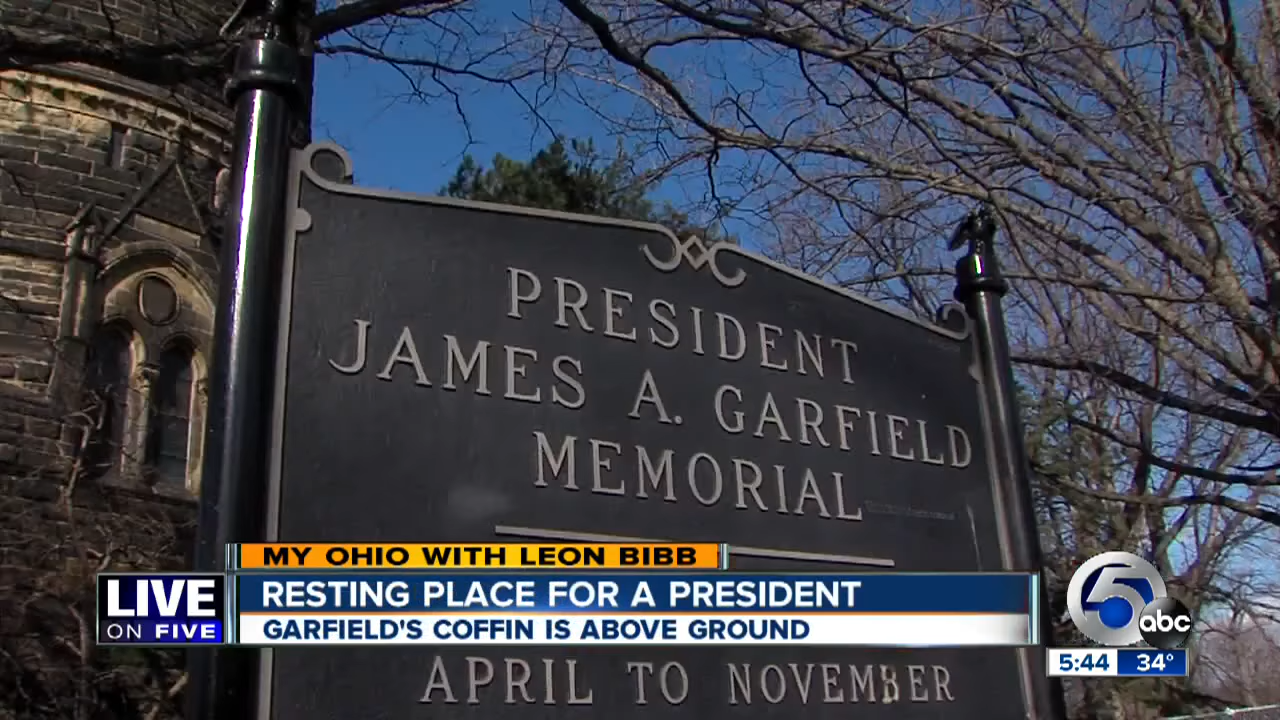 PRESIDENT
JAMES A. GARFIELD
MEMORIAL
MY OHIO WITH LEON BIBB
LIVE
ON FIVE
RESTING PLACE FOR A PRESIDENT
GARFIELD'S COFFIN IS ABOVE GROUND
5
abc
5:44 34°
APRIL TO NOVEMBER